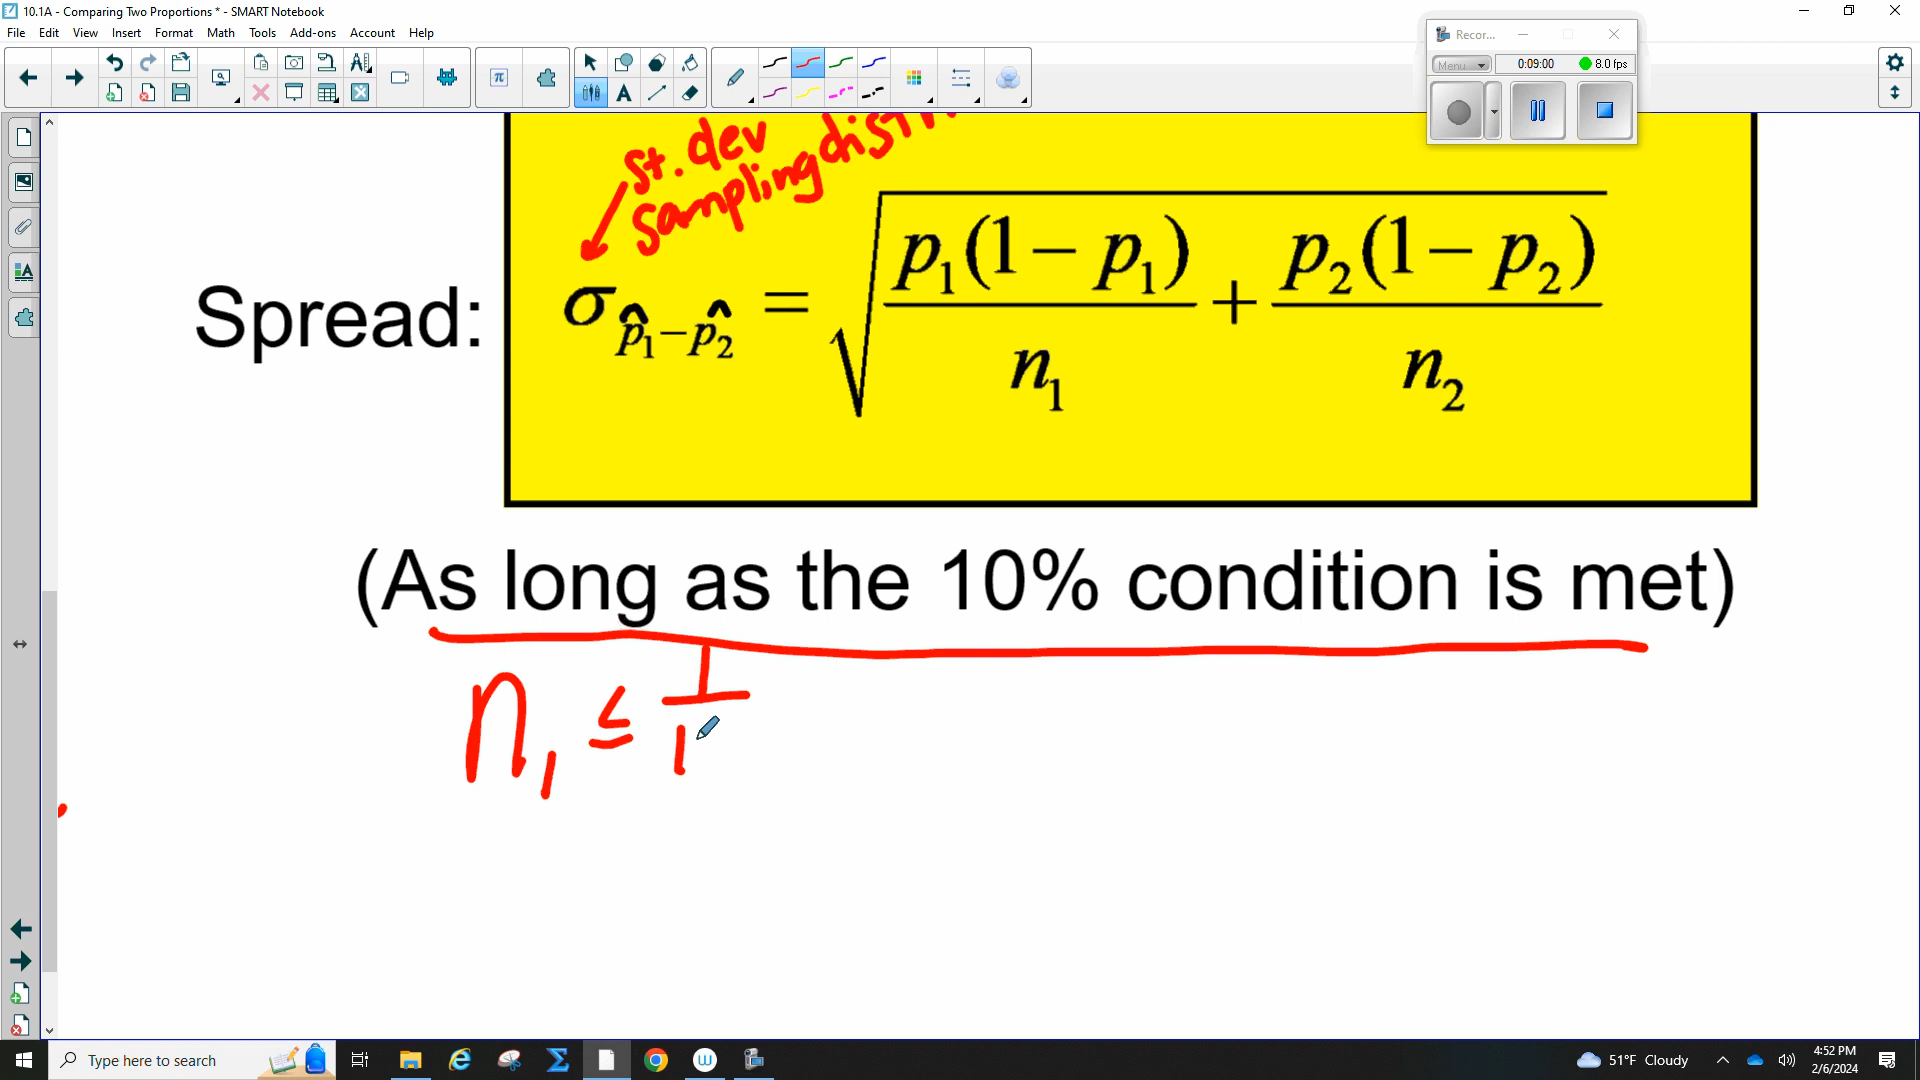 10.1A - Comparing Two Proportions * - SMART Notebook
File Edit View Insert Format Math Tools Add-ons Account Help
Recor...
Menu 0:09:00 8.0 fps
st. dev
sampling distr
Spread: σ p̂₁−p̂₂ = √ p₁(1−p₁)/n₁ + p₂(1−p₂)/n₂
(As long as the 10% condition is met)
n₁ ≤ 1/1
Type here to search
51°F Cloudy
4:52 PM
2/6/2024